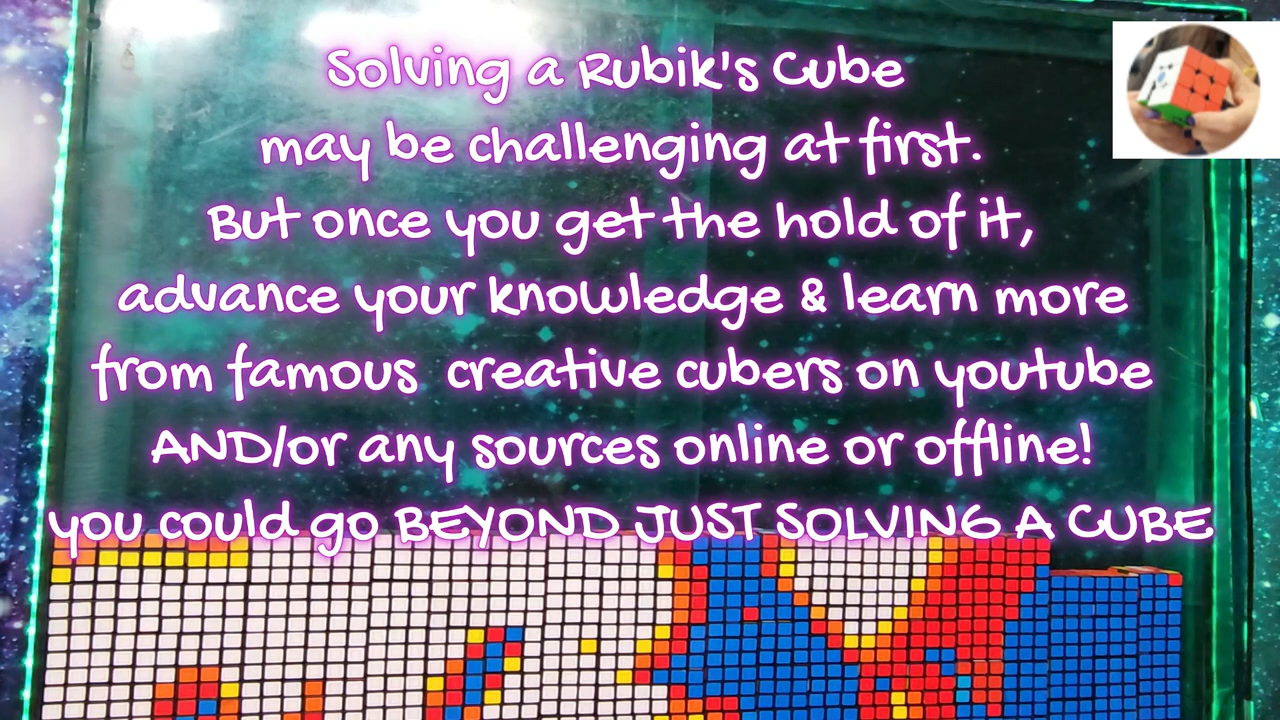 Solving a Rubik's Cube
may be challenging at first.
But once you get the hold of it,
advance your knowledge & learn more
from famous creative cubers on youtube
AND/or any sources online or offline!
you could go BEYOND JUST SOLVING A CUBE